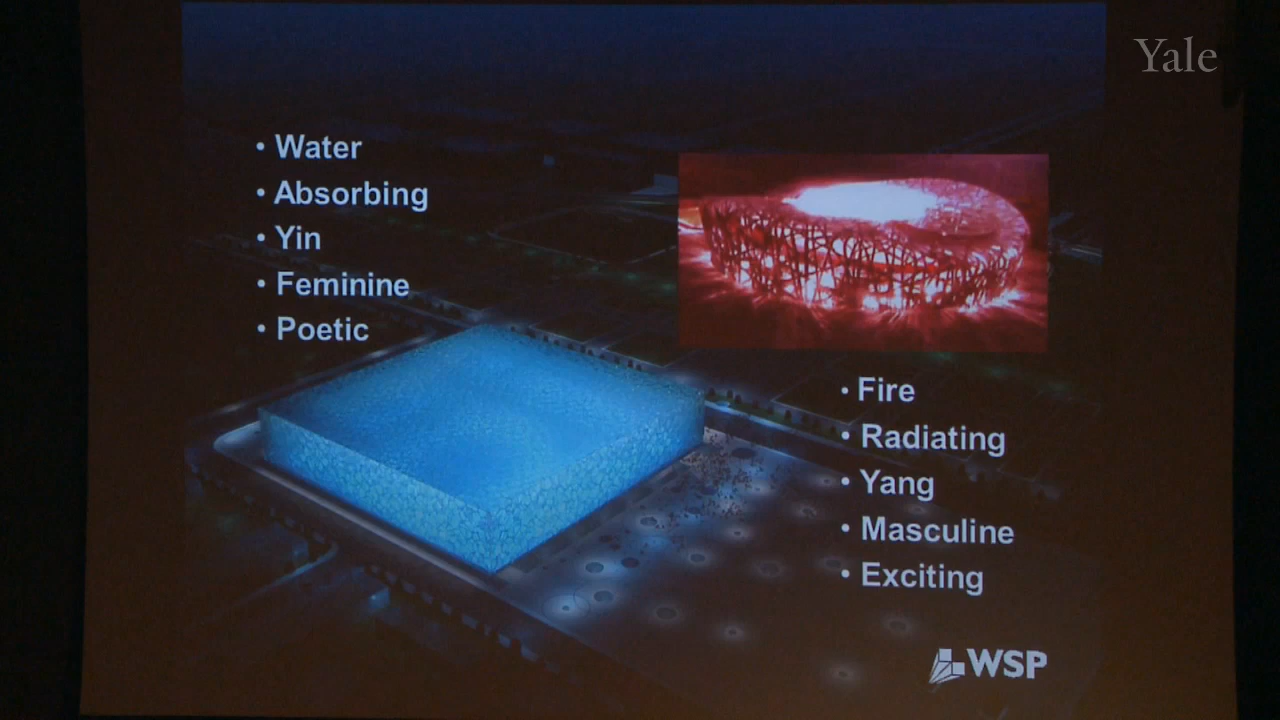 Yale
• Water
• Absorbing
• Yin
• Feminine
• Poetic
• Fire
• Radiating
• Yang
• Masculine
• Exciting
WSP